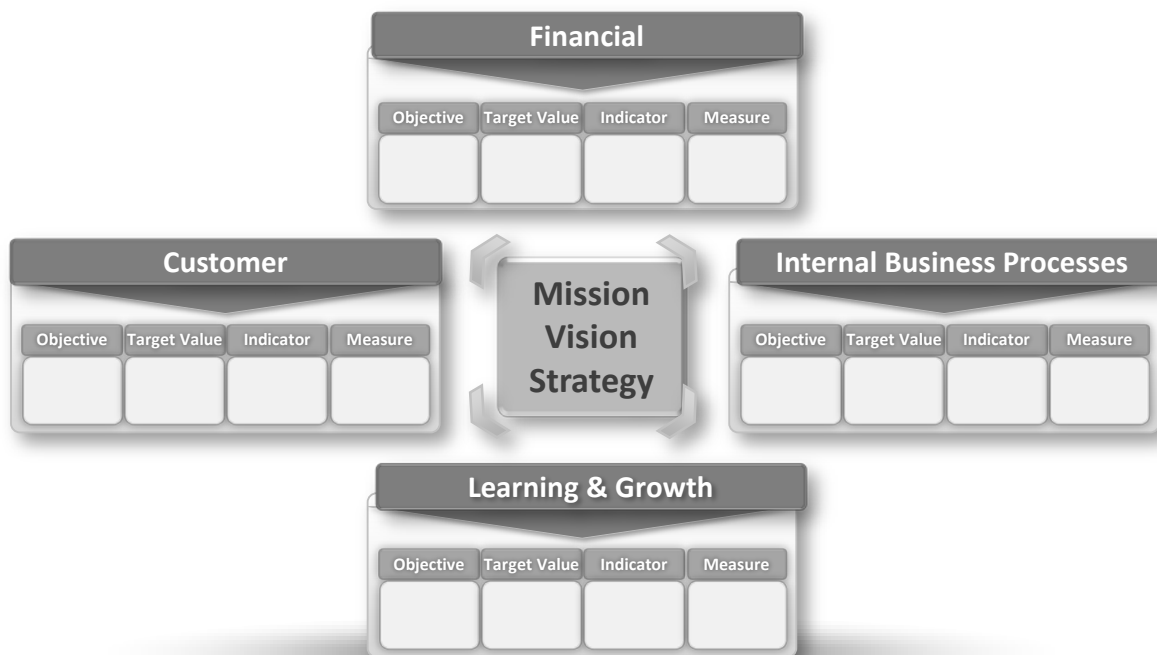 Financial
Objective Target Value Indicator Measure
Customer
Objective Target Value Indicator Measure
Mission
Vision
Strategy
Internal Business Processes
Objective Target Value Indicator Measure
Learning & Growth
Objective Target Value Indicator Measure